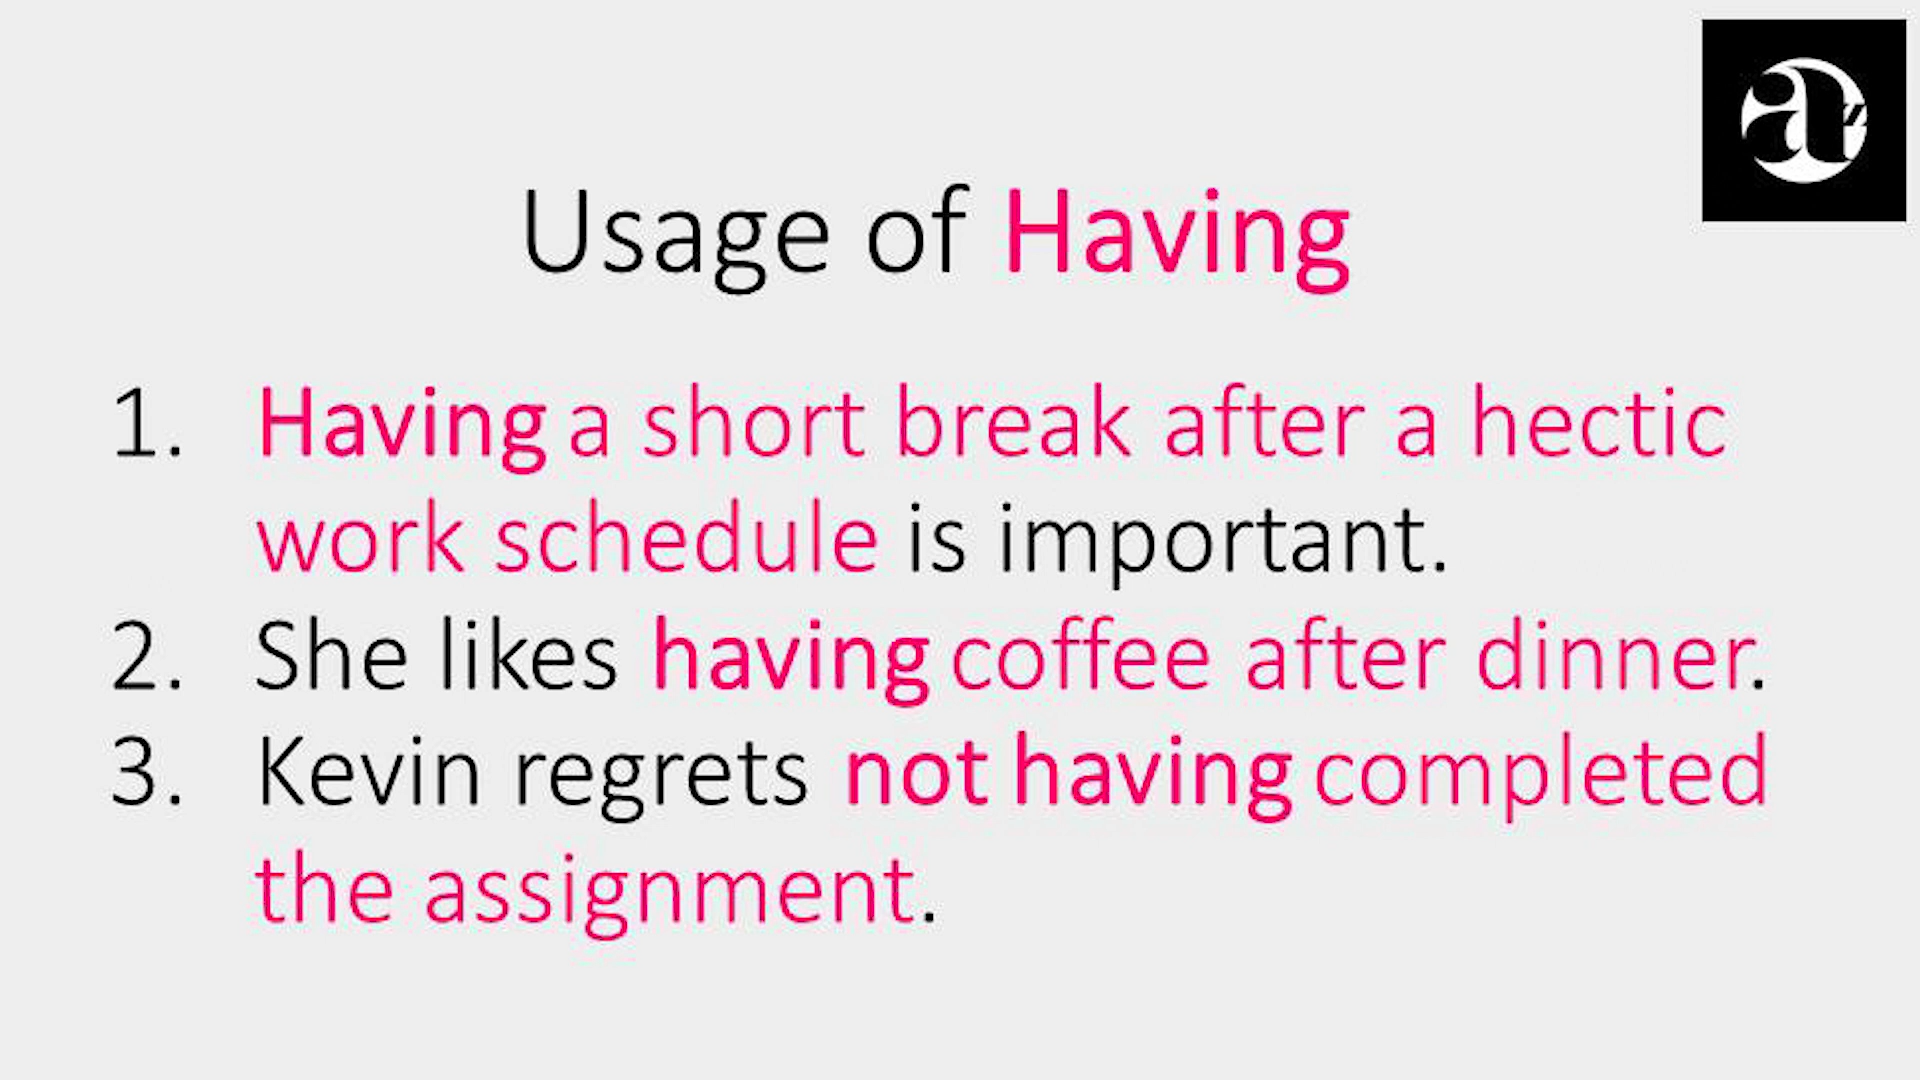 Usage of Having
1. Having a short break after a hectic
work schedule is important.
2. She likes having coffee after dinner.
3. Kevin regrets not having completed
the assignment.